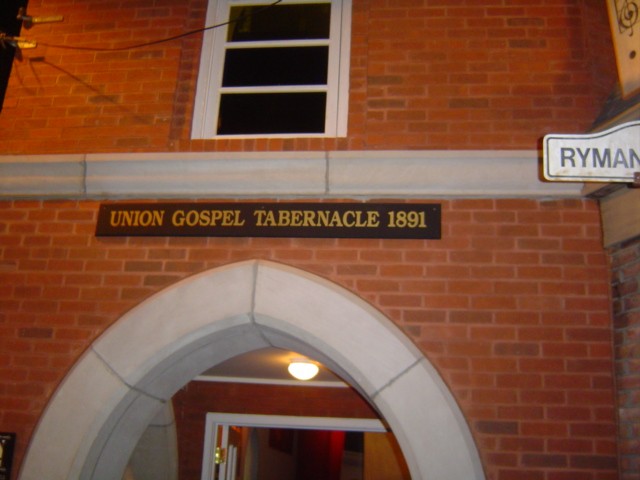 UNION GOSPEL TABERNACLE 1891
RYMAN